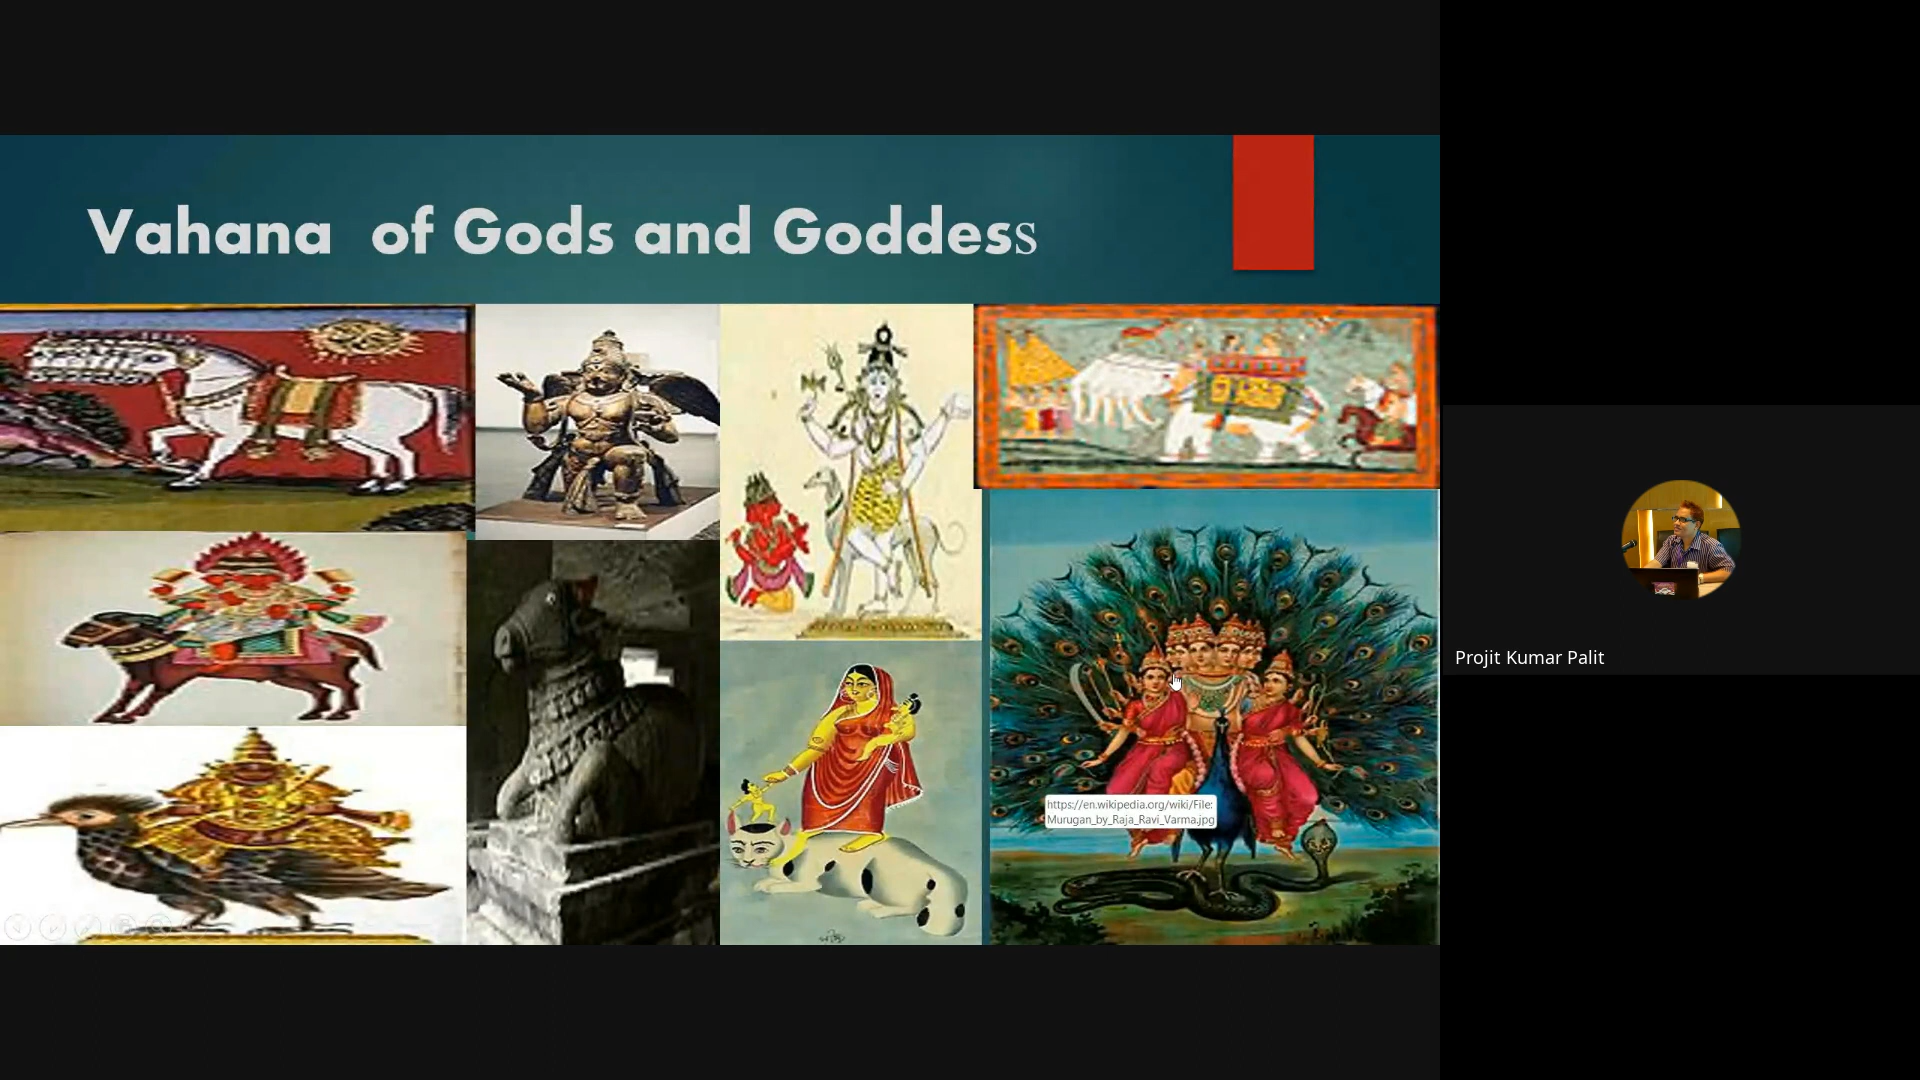 Vahana  of Gods and Goddess
https://en.wikipedia.org/wiki/File:
Murugan_by_Raja_Ravi_Varma.jpg
Projit Kumar Palit